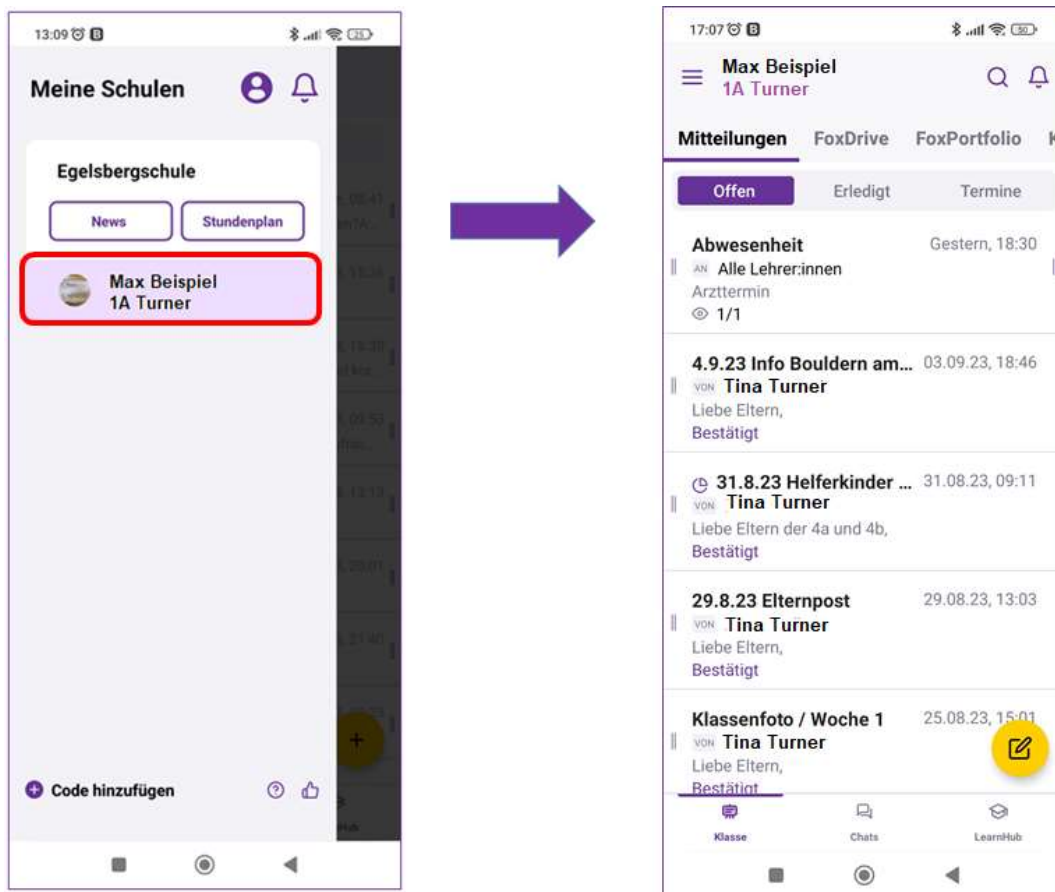 13:09
25
Meine Schulen
Egelsbergschule
News
Stundenplan
Max Beispiel
1A Turner
Code hinzufügen
17:07
50
Max Beispiel
1A Turner
Mitteilungen FoxDrive FoxPortfolio
Offen Erledigt Termine
Abwesenheit Gestern, 18:30
AN Alle Lehrer:innen
Arzttermin
1/1
4.9.23 Info Bouldern am... 03.09.23, 18:46
VON Tina Turner
Liebe Eltern,
Bestätigt
31.8.23 Helferkinder ... 31.08.23, 09:11
VON Tina Turner
Liebe Eltern der 4a und 4b,
Bestätigt
29.8.23 Elternpost 29.08.23, 13:03
VON Tina Turner
Liebe Eltern,
Bestätigt
Klassenfoto / Woche 1 25.08.23, 15:01
VON Tina Turner
Liebe Eltern,
Bestätigt
Klasse Chats LearnHub